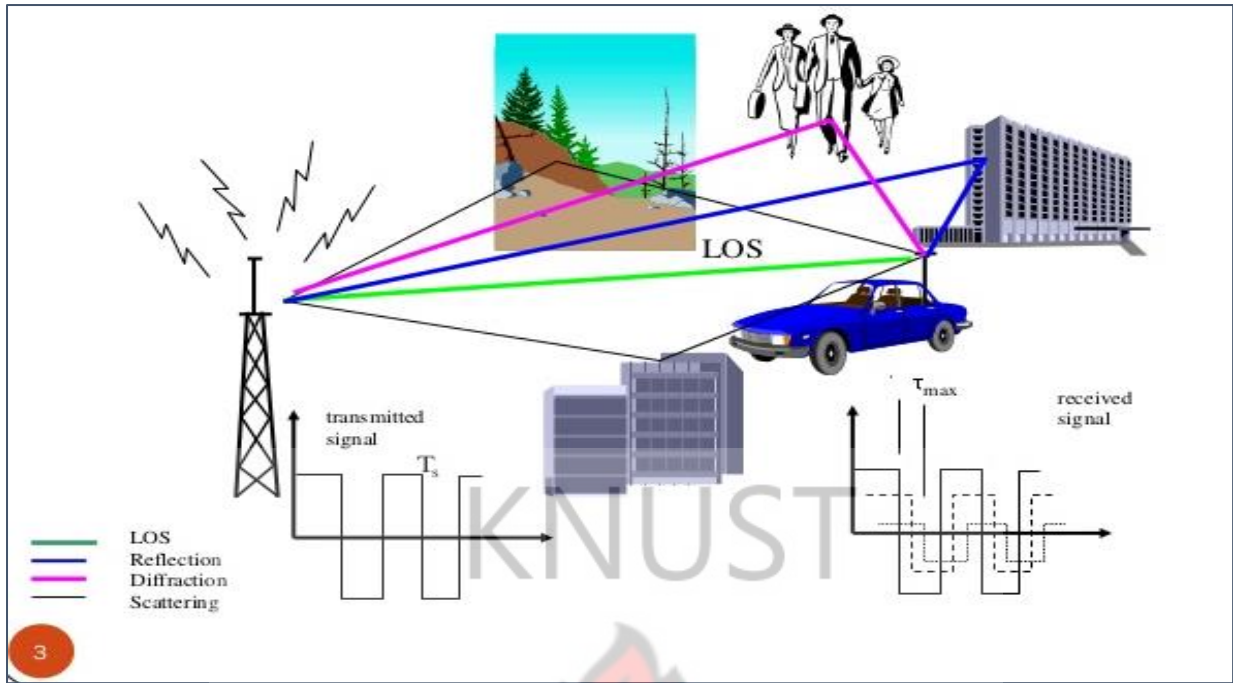 LOS
transmitted
signal
T_s
τ_max
received
signal
KNUST
LOS
Reflection
Diffraction
Scattering
3